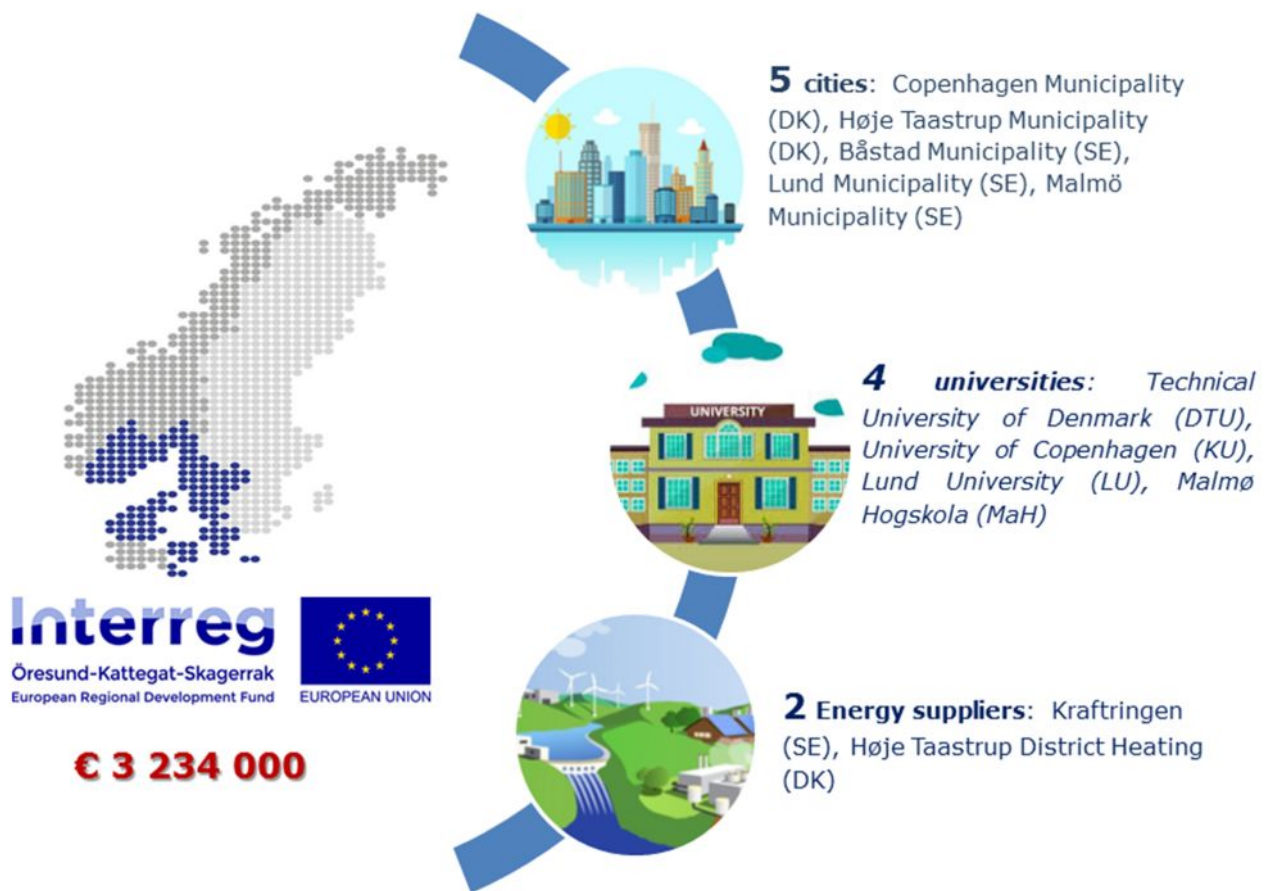 5 cities: Copenhagen Municipality
(DK), Høje Taastrup Municipality
(DK), Båstad Municipality (SE),
Lund Municipality (SE), Malmö
Municipality (SE)
UNIVERSITY
4 universities: Technical
University of Denmark (DTU),
University of Copenhagen (KU),
Lund University (LU), Malmø
Hogskola (MaH)
Interreg
Öresund-Kattegat-Skagerrak
European Regional Development Fund
EUROPEAN UNION
€ 3 234 000
2 Energy suppliers: Kraftringen
(SE), Høje Taastrup District Heating
(DK)